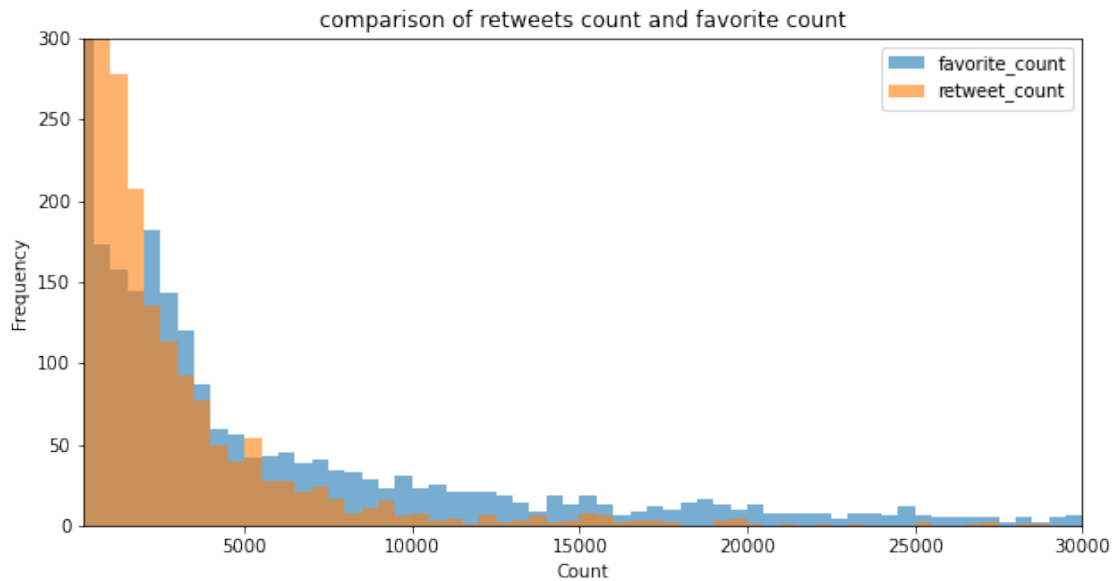 comparison of retweets count and favorite count
favorite_count
retweet_count
300
250
200
150
100
50
0
Frequency
5000 10000 15000 20000 25000 30000
Count